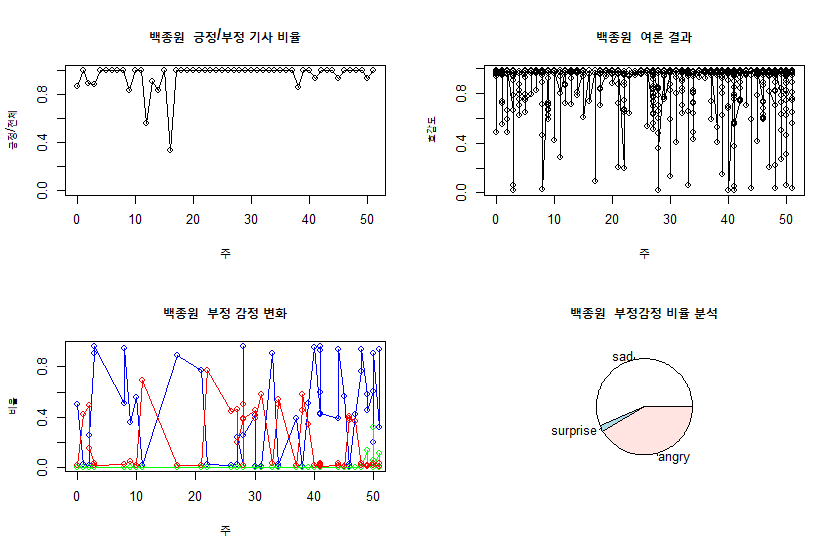 백종원 긍정/부정 기사 비율
긍정/전체
0.0 0.4 0.8
0 10 20 30 40 50
주
백종원 여론 결과
호감도
0.0 0.4 0.8
0 10 20 30 40 50
주
백종원 부정 감정 변화
비율
0.0 0.4 0.8
0 10 20 30 40 50
주
백종원 부정감정 비율 분석
sad
surprise
angry